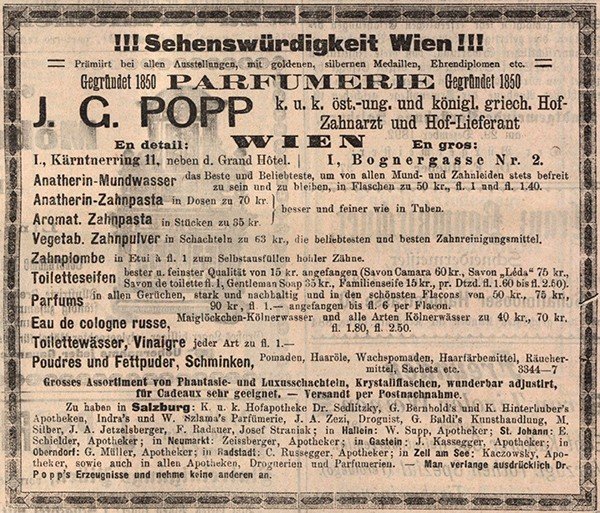 !!! Sehenswürdigkeit Wien !!!
Prämiirt bei allen Ausstellungen, mit goldenen, silbernen Medaillen, Ehrendiplomen etc.
Gegründet 1850 PARFUMERIE Gegründet 1850
J. G. POPP k. u. k. öst.-ung. und königl. griech. Hof-
Zahnarzt und Hof-Lieferant
En detail: WIEN En gros:
I., Kärntnerring 11, neben d. Grand Hôtel. I, Bognergasse Nr. 2.
Anatherin-Mundwasser das Beste und Beliebteste, um von allen Mund- und Zahnleiden stets befreit
zu sein und zu bleiben, in Flaschen zu 50 kr., fl. 1 und fl. 1.40.
Anatherin-Zahnpasta in Dosen zu 70 kr.
besser und feiner wie in Tuben.
Aromat. Zahnpasta in Stücken zu 35 kr.
Vegetab. Zahnpulver in Schachteln zu 63 kr., die beliebtesten und besten Zahnreinigungsmittel.
Zahnplombe in Etui à fl. 1 zum Selbstausfüllen hohler Zähne.
Toiletteseifen bester u. feinster Qualität von 15 kr. angefangen (Savon Camara 60 kr., Savon „Léda" 75 kr.,
Savon de toilette fl. 1, Gentleman Soap 35 kr., Familienseife 15 kr., pr. Dtzd. fl. 1.60 bis fl. 2.50).
Parfums in allen Gerüchen, stark und nachhaltig und in den schönsten Flacons von 50 kr., 75 kr.,
90 kr., fl. 1.— angefangen bis fl. 6 per Flacon.
Eau de cologne russe, Maiglöckchen-Kölnerwasser und alle Arten Kölnerwässer zu 40 kr., 70 kr.
fl. 1.80, fl. 2.50.
Toilettewässer, Vinaigre jeder Art zu fl. 1.—
Poudres und Fettpuder, Schminken, Pomaden, Haaröle, Wachspomaden, Haarfärbemittel, Räucher-
mittel, Sachets etc. 3344—7
Grosses Assortiment von Phantasie- und Luxusschachteln, Krystallflaschen, wunderbar adjustirt,
für Cadeaux sehr geeignet. — Versandt per Postnachnahme.
Zu haben in Salzburg: K. u. k. Hofapotheke Dr. Sedlitzky, G. Bernhold's und K. Hinterhuber's
Apotheken, Indra's und W. Nzlama's Parfümerie, J. A. Zezi, Droguist, G. Baldi's Kunsthandlung, M.
Silber, J. A. Jetzelsberger, F. Radauer, Josef Straniak; in Hallein: W. Supp, Apotheker; St. Johann: E.
Schielder, Apotheker; in Neumarkt: Zeissberger, Apotheker; in Gastein: J. Kassegger, Apotheker; in
Oberndorf: G. Müller, Apotheker; in Radstadt: C. Russegger, Apotheker; in Zell am See: Kaczowsky, Apo-
theker, sowie auch in allen Apotheken, Droguerien und Parfumerien. — Man verlange ausdrücklich Dr
Popp's Erzeugnisse und nehme keine anderen an.